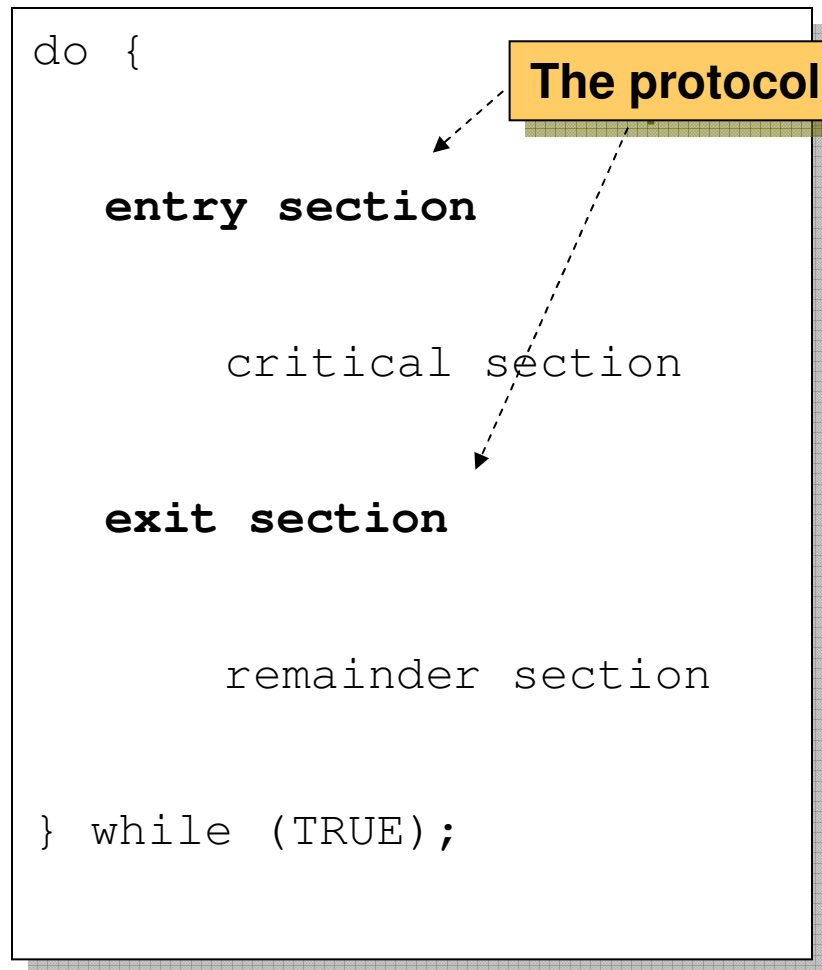 do {
The protocol
entry section
critical section
exit section
remainder section
} while (TRUE);